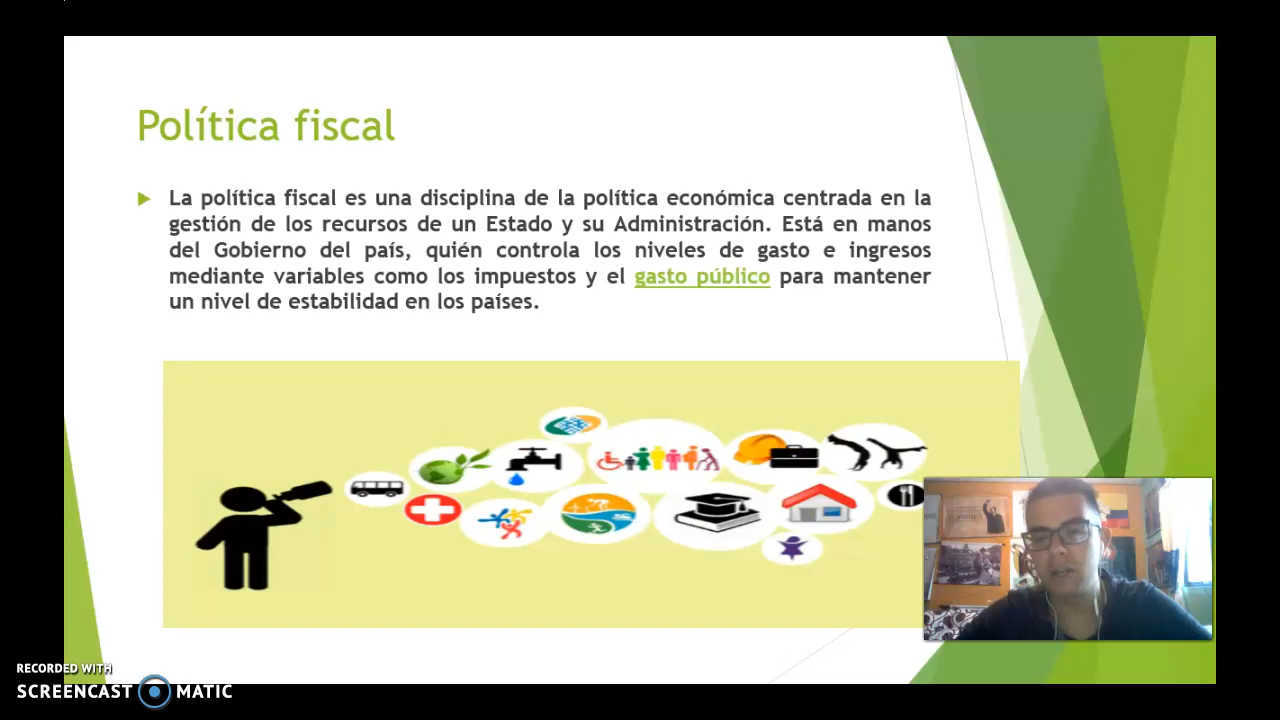 Política fiscal
La política fiscal es una disciplina de la política económica centrada en la
gestión de los recursos de un Estado y su Administración. Está en manos
del Gobierno del país, quién controla los niveles de gasto e ingresos
mediante variables como los impuestos y el gasto público para mantener
un nivel de estabilidad en los países.
RECORDED WITH
SCREENCAST MATIC